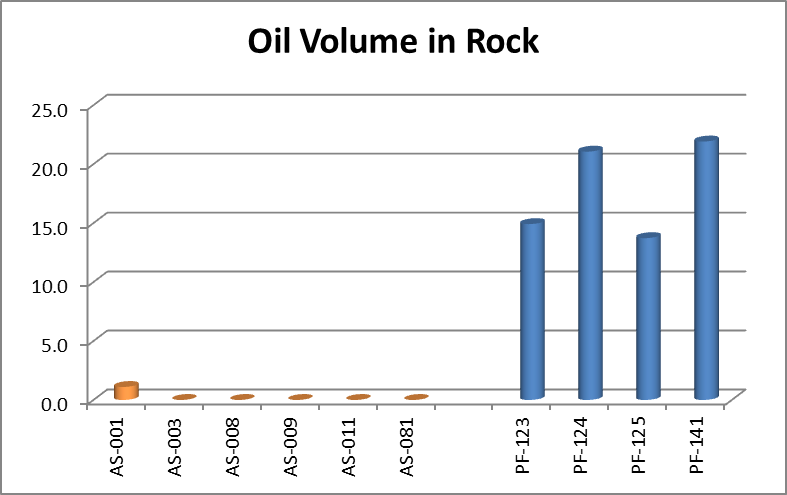 Oil Volume in Rock
25.0
20.0
15.0
10.0
5.0
0.0
AS-001
AS-003
AS-008
AS-009
AS-011
AS-081
PF-123
PF-124
PF-125
PF-141